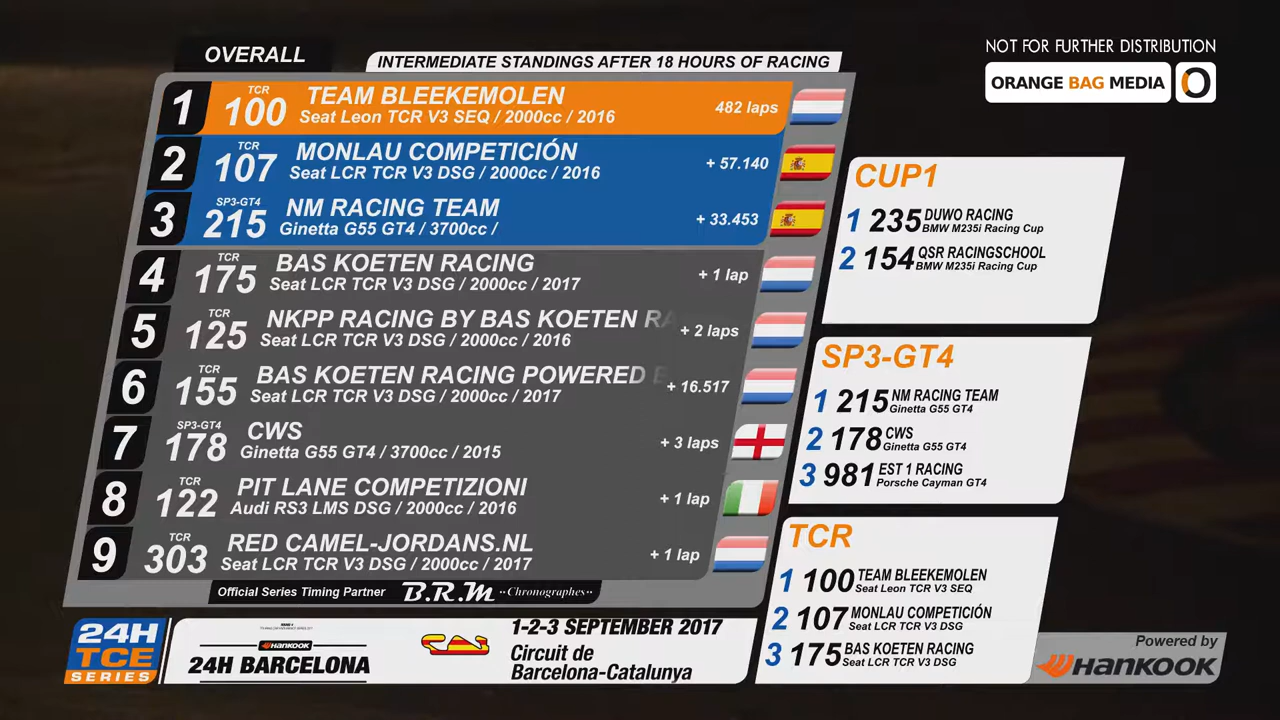 OVERALL
INTERMEDIATE STANDINGS AFTER 18 HOURS OF RACING
NOT FOR FURTHER DISTRIBUTION
ORANGE BAG MEDIA
1 TCR 100 TEAM BLEEKEMOLEN 482 laps
Seat Leon TCR V3 SEQ / 2000cc / 2016
2 TCR 107 MONLAU COMPETICIÓN + 57.140
Seat LCR TCR V3 DSG / 2000cc / 2016
3 SP3-GT4 215 NM RACING TEAM + 33.453
Ginetta G55 GT4 / 3700cc /
4 TCR 175 BAS KOETEN RACING + 1 lap
Seat LCR TCR V3 DSG / 2000cc / 2017
5 TCR 125 NKPP RACING BY BAS KOETEN RA + 2 laps
Seat LCR TCR V3 DSG / 2000cc / 2016
6 TCR 155 BAS KOETEN RACING POWERED + 16.517
Seat LCR TCR V3 DSG / 2000cc / 2017
7 SP3-GT4 178 CWS + 3 laps
Ginetta G55 GT4 / 3700cc / 2015
8 TCR 122 PIT LANE COMPETIZIONI + 1 lap
Audi RS3 LMS DSG / 2000cc / 2016
9 TCR 303 RED CAMEL-JORDANS.NL + 1 lap
Seat LCR TCR V3 DSG / 2000cc / 2017
Official Series Timing Partner B.R.M Chronographes
CUP1
1 235 DUWO RACING
BMW M235i Racing Cup
2 154 QSR RACINGSCHOOL
BMW M235i Racing Cup
SP3-GT4
1 215 NM RACING TEAM
Ginetta G55 GT4
2 178 CWS
Ginetta G55 GT4
3 981 EST 1 RACING
Porsche Cayman GT4
TCR
1 100 TEAM BLEEKEMOLEN
Seat Leon TCR V3 SEQ
2 107 MONLAU COMPETICIÓN
Seat LCR TCR V3 DSG
3 175 BAS KOETEN RACING
Seat LCR TCR V3 DSG
24H
TCE
SERIES
HANKOOK
24H BARCELONA
1-2-3 SEPTEMBER 2017
Circuit de
Barcelona-Catalunya
Powered by
HANKOOK